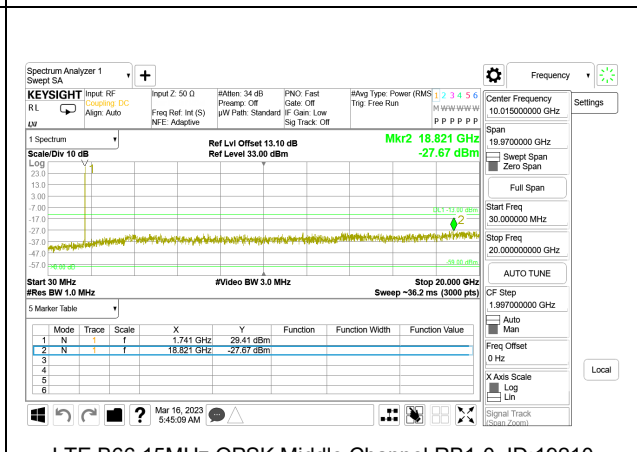 Spectrum Analyzer 1
Swept SA
+
Frequency
KEYSIGHT
RL
LXI
Input: RF
Coupling: DC
Align: Auto
Input Z: 50 Ω
Freq Ref: Int (S)
NFE: Adaptive
#Atten: 34 dB
Preamp: Off
µW Path: Standard
PNO: Fast
Gate: Off
IF Gain: Low
Sig Track: Off
#Avg Type: Power (RMS
Trig: Free Run
1 2 3 4 5 6
M W W W W W
P P P P P P
1 Spectrum
Scale/Div 10 dB
Ref Lvl Offset 13.10 dB
Ref Level 33.00 dBm
Mkr2 18.821 GHz
-27.67 dBm
Log
23.0
13.0
3.00
-7.00
-17.0
-27.0
-37.0
-47.0
-57.0
1
DL1 -13.00 dBm
2
Start 30 MHz
#Res BW 1.0 MHz
#Video BW 3.0 MHz
Stop 20.000 GHz
Sweep ~36.2 ms (3000 pts)
5 Marker Table
Mode Trace Scale X Y Function Function Width Function Value
1 N 1 f 1.741 GHz 29.41 dBm
2 N 1 f 18.821 GHz -27.67 dBm
3
4
5
6
Mar 16, 2023
5:45:09 AM
Center Frequency
10.015000000 GHz
Settings
Span
19.9700000 GHz
Swept Span
Zero Span
Full Span
Start Freq
30.000000 MHz
Stop Freq
20.000000000 GHz
AUTO TUNE
CF Step
1.997000000 GHz
Auto
Man
Freq Offset
0 Hz
X Axis Scale
Log
Lin
Signal Track
(Span Zoom)
Local